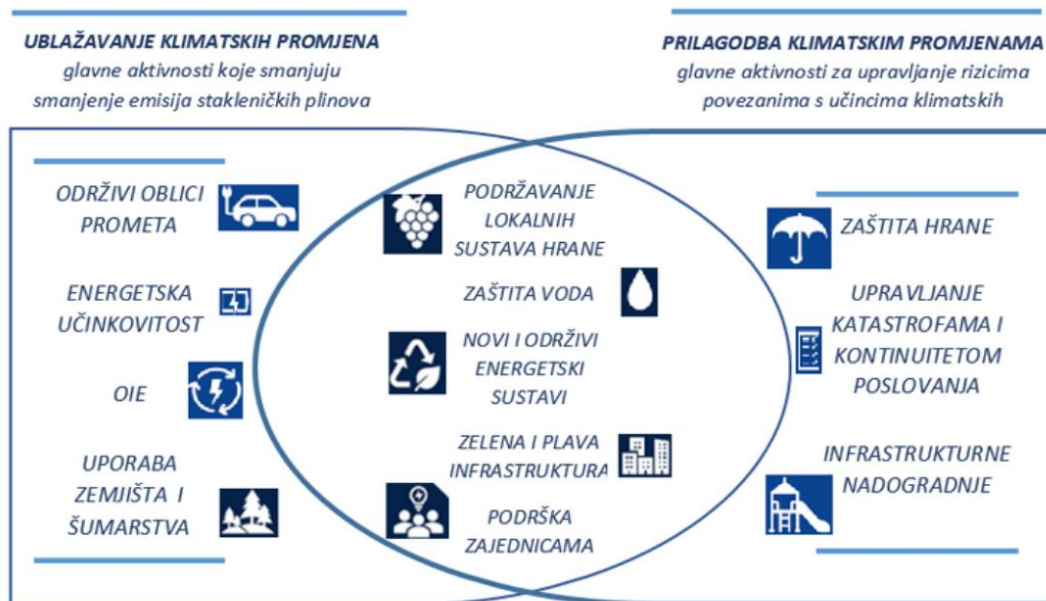 UBLAŽAVANJE KLIMATSKIH PROMJENA
glavne aktivnosti koje smanjuju
smanjenje emisija stakleničkih plinova
PRILAGODBA KLIMATSKIM PROMJENAMA
glavne aktivnosti za upravljanje rizicima
povezanima s učincima klimatskih
ODRŽIVI OBLICI
PROMETA
ENERGETSKA
UČINKOVITOST
OIE
UPORABA
ZEMJIŠTA I
ŠUMARSTVA
PODRŽAVANJE
LOKALNIH
SUSTAVA HRANE
ZAŠTITA VODA
NOVI I ODRŽIVI
ENERGETSKI
SUSTAVI
ZELENA I PLAVA
INFRASTRUKTURA
PODRŠKA
ZAJEDNICAMA
ZAŠTITA HRANE
UPRAVLJANJE
KATASTROFAMA I
KONTINUITETOM
POSLOVANJA
INFRASTRUKTURNE
NADOGRADNJE